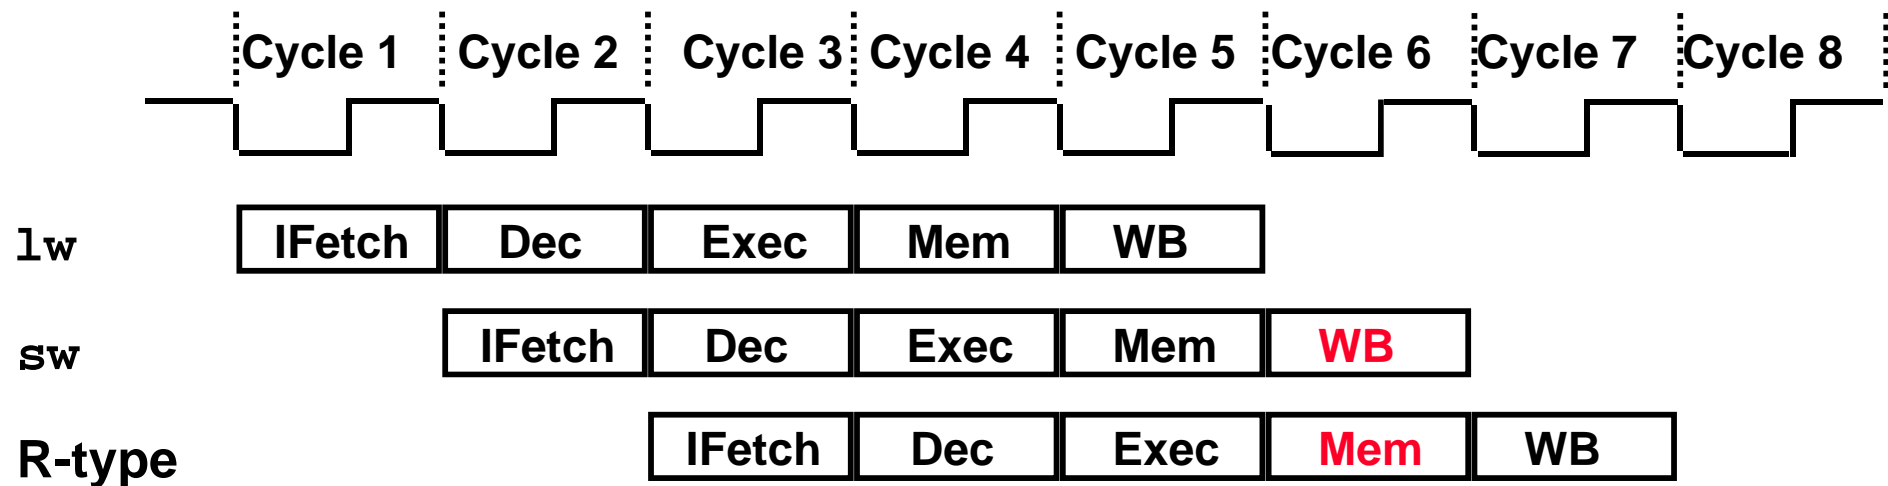 Cycle 1 Cycle 2 Cycle 3 Cycle 4 Cycle 5 Cycle 6 Cycle 7 Cycle 8
lw IFetch Dec Exec Mem WB
sw IFetch Dec Exec Mem WB
R-type IFetch Dec Exec Mem WB